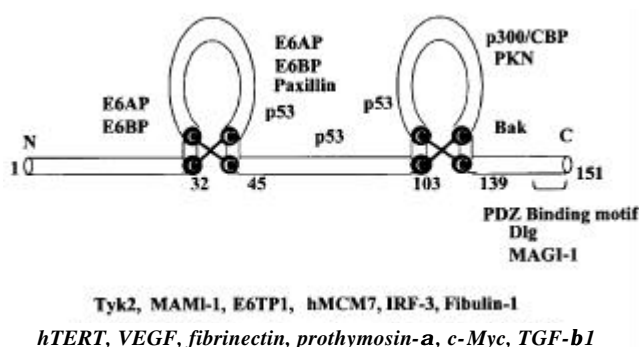 E6AP
E6BP
Paxillin
p300/CBP
PKN
E6AP
E6BP
p53
p53
p53
Bak
N
C
C C C C
1
C C C C
151
32
45
103
139
PDZ Binding motif
Dlg
MAGI-1
Tyk2, MAMl-1, E6TP1, hMCM7, IRF-3, Fibulin-1
hTERT, VEGF, fibrinectin, prothymosin-a, c-Myc, TGF-b1